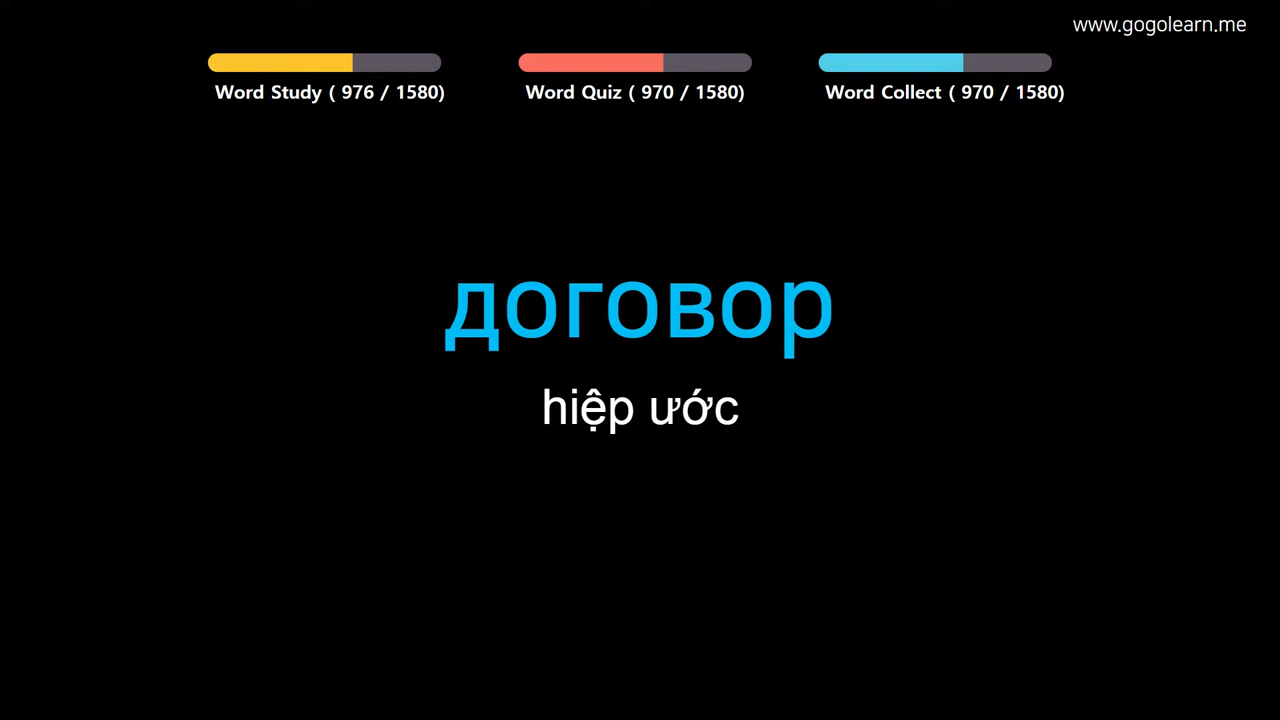 www.gogolearn.me
Word Study ( 976 / 1580)
Word Quiz ( 970 / 1580)
Word Collect ( 970 / 1580)
договор
hiệp ước